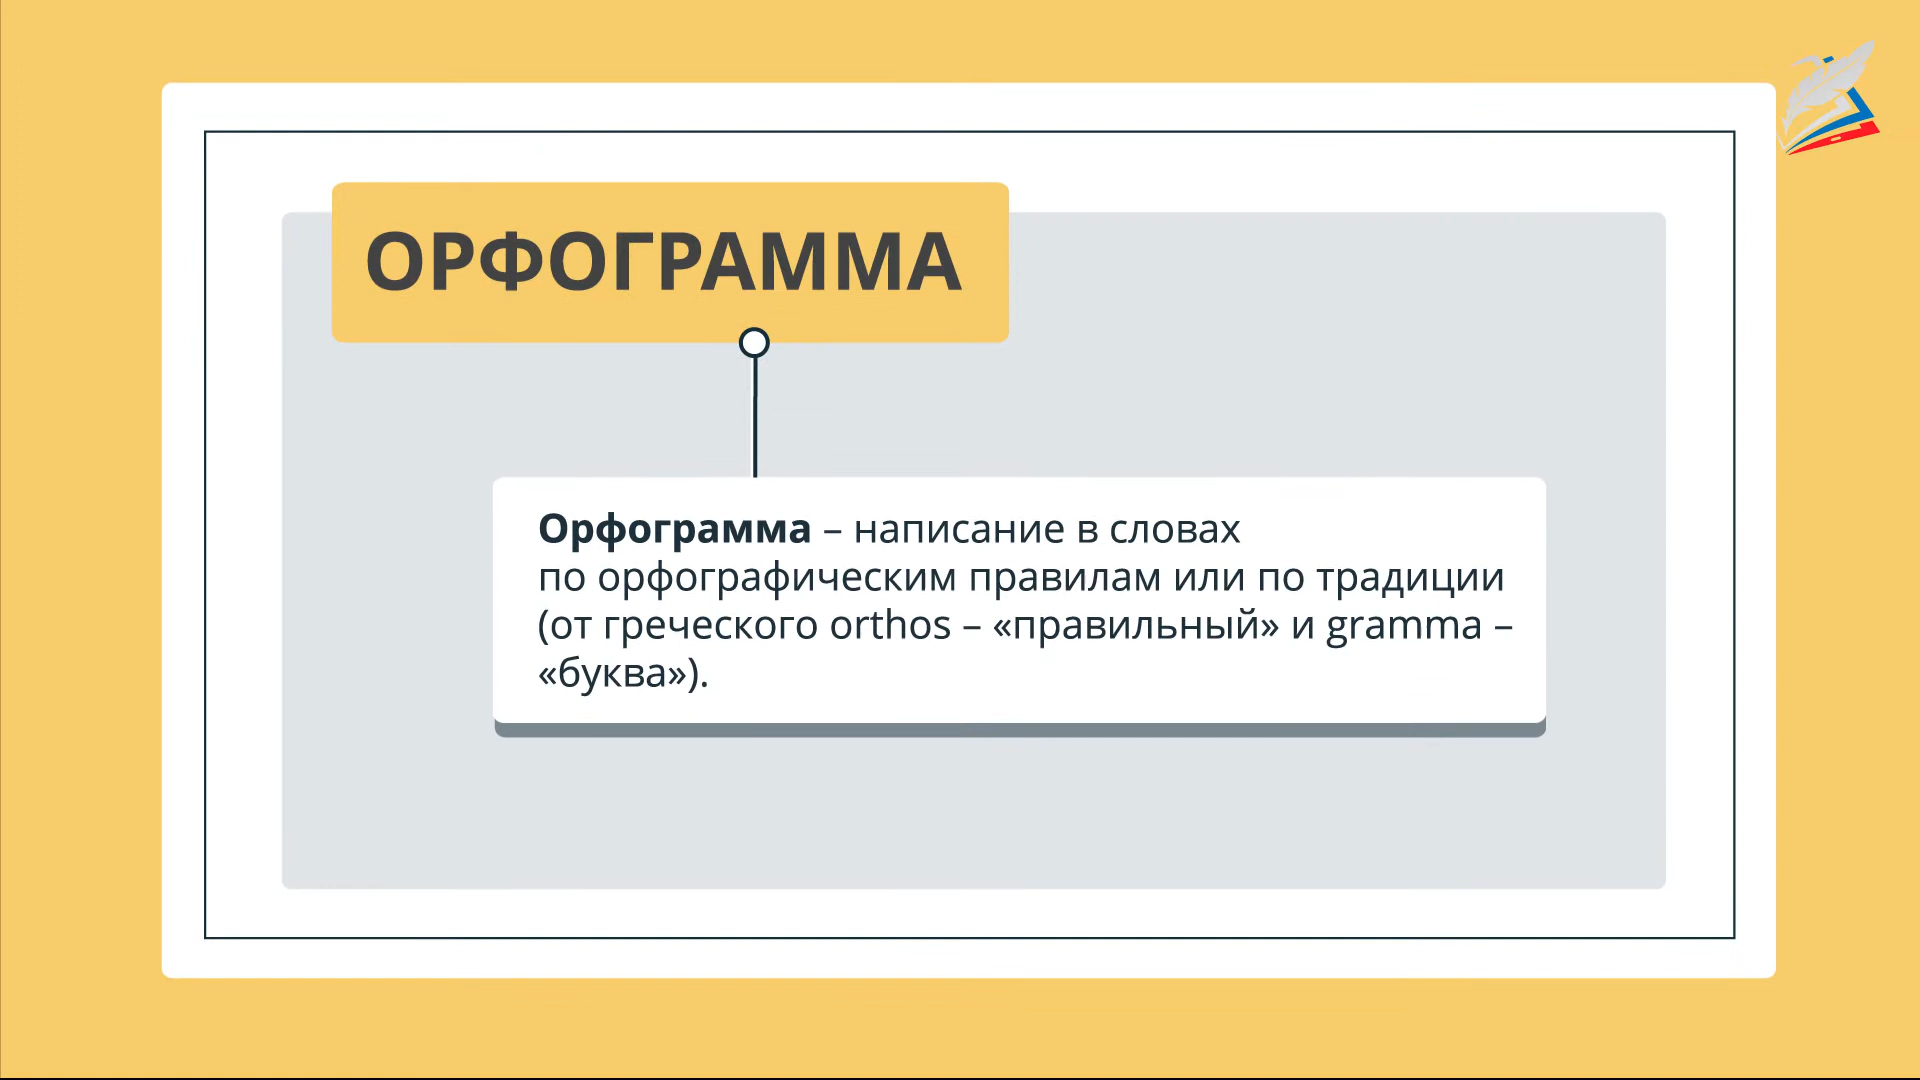 ОРФОГРАММА
Орфограмма – написание в словах
по орфографическим правилам или по традиции
(от греческого orthos – «правильный» и gramma –
«буква»).